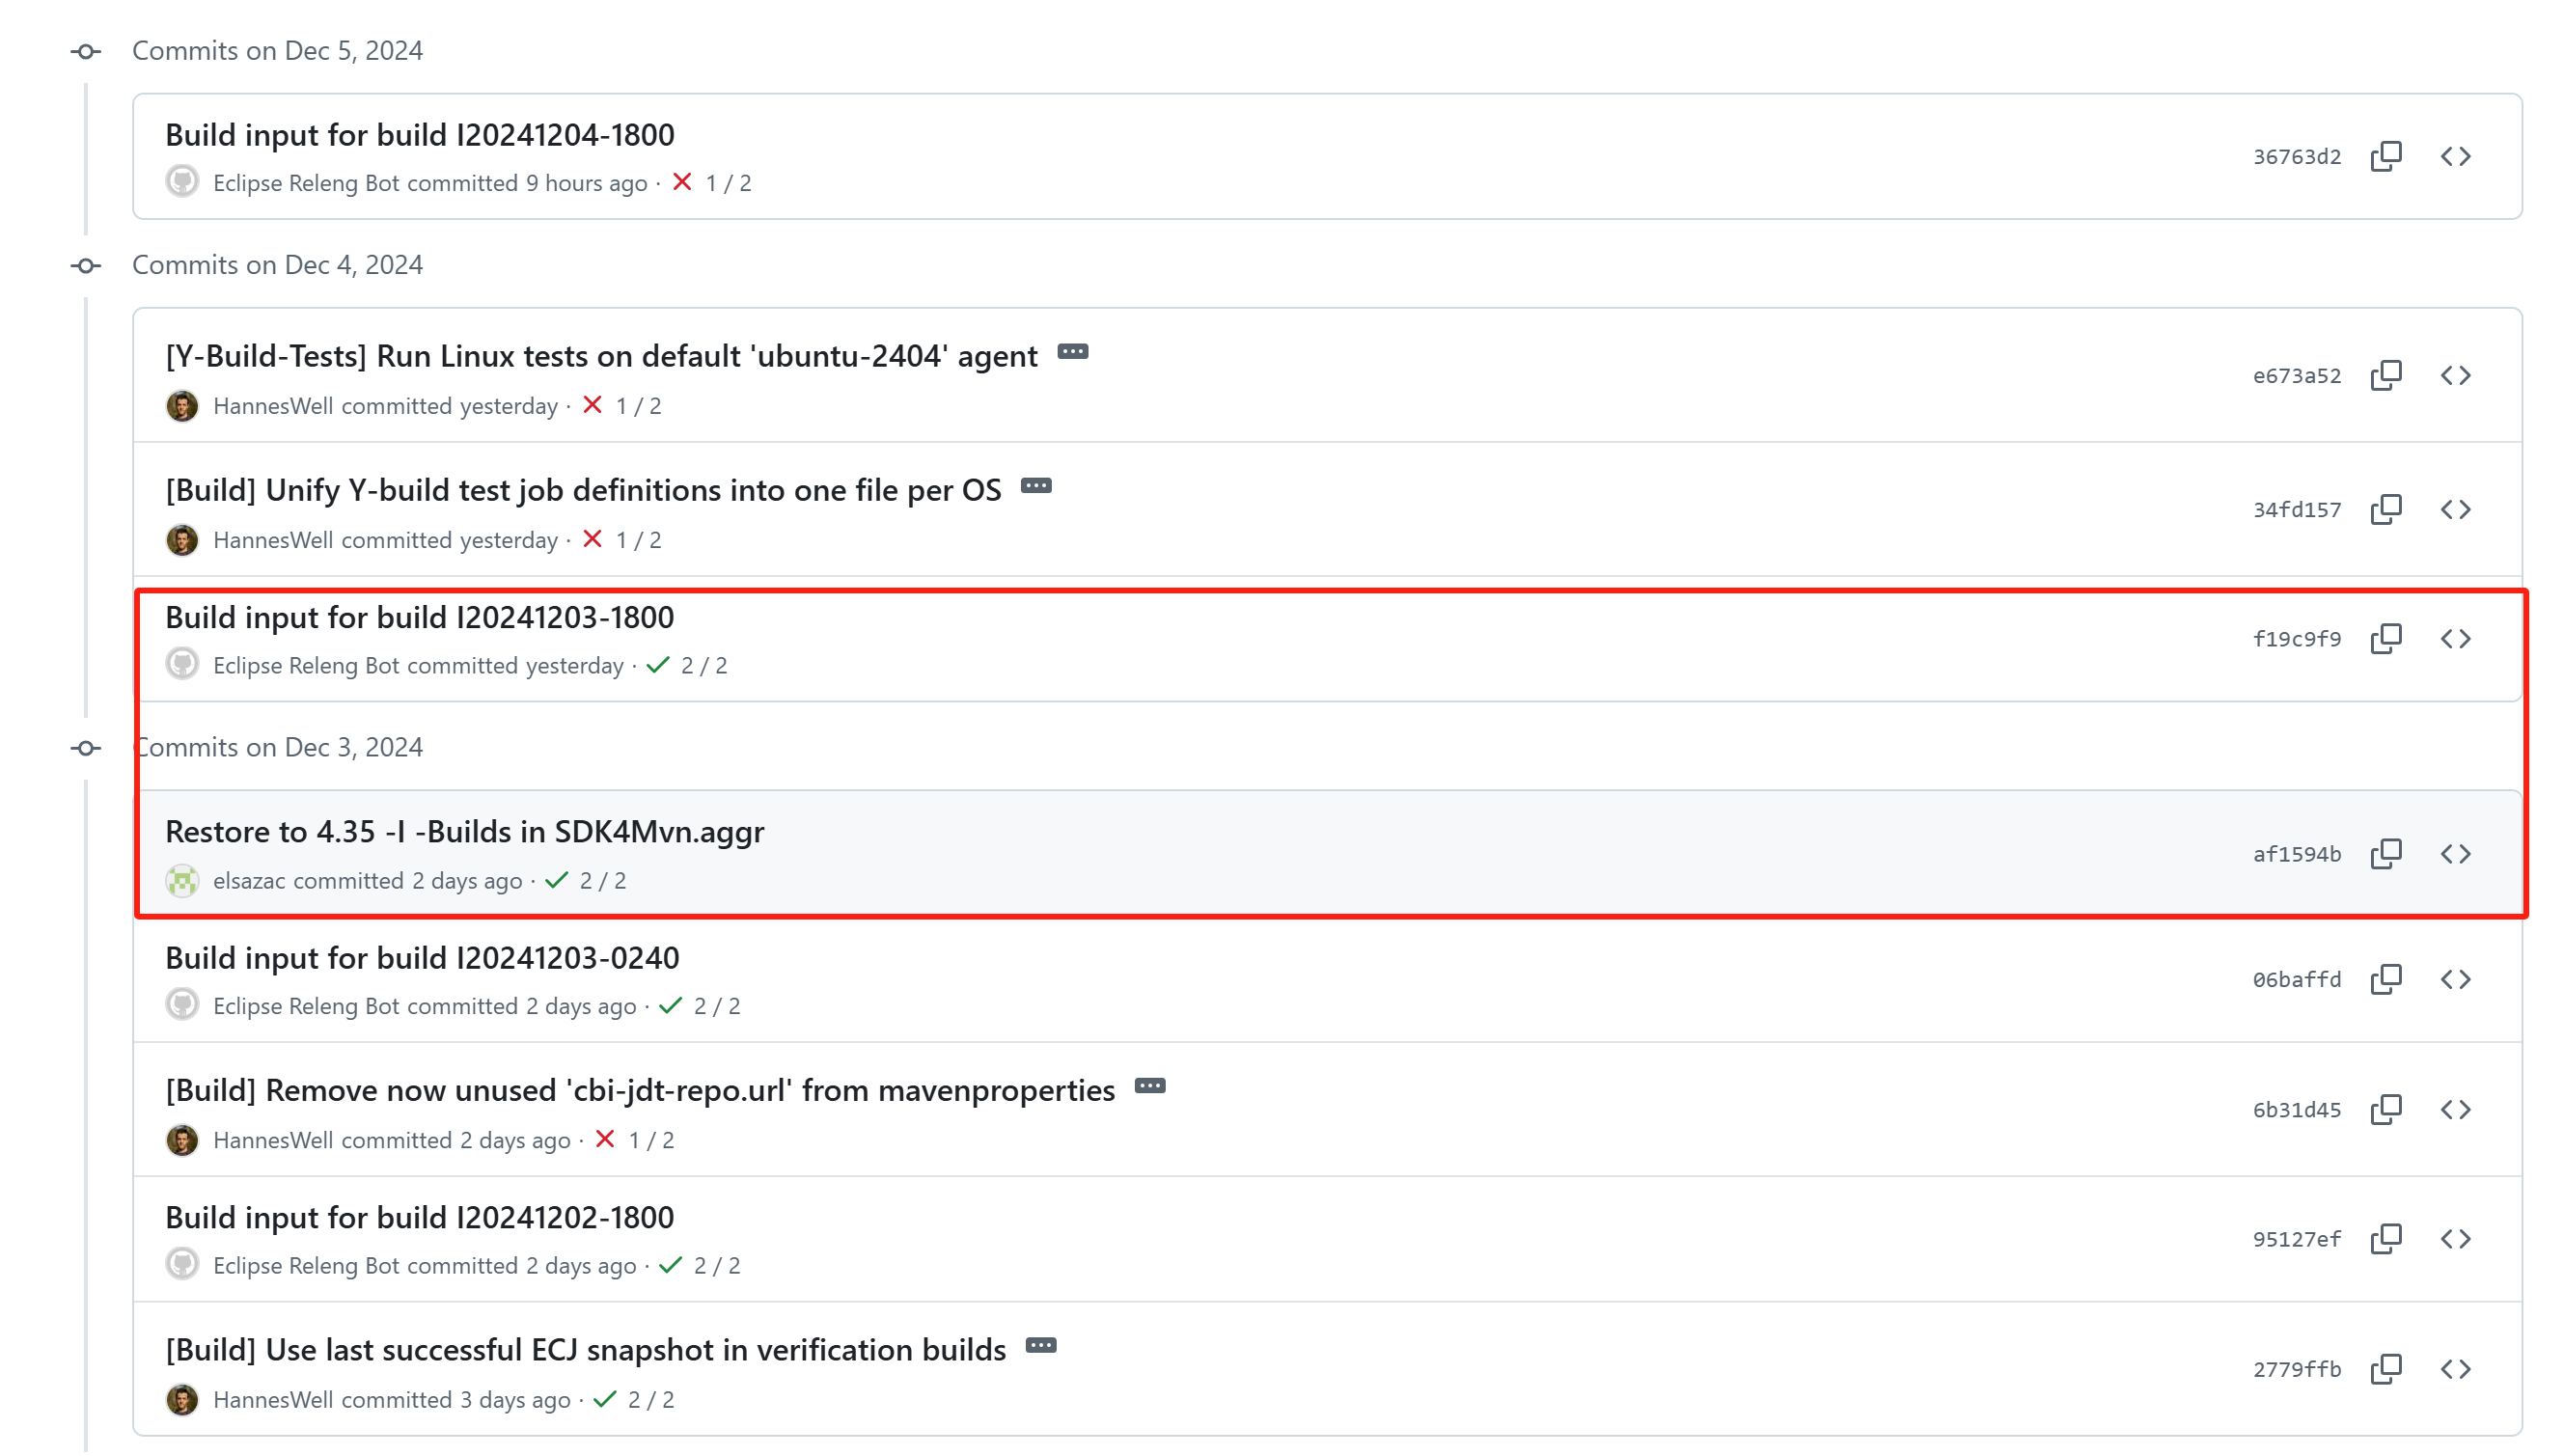 Commits on Dec 5, 2024
Build input for build I20241204-1800
Eclipse Releng Bot committed 9 hours ago · 1 / 2
36763d2
Commits on Dec 4, 2024
[Y-Build-Tests] Run Linux tests on default 'ubuntu-2404' agent
HannesWell committed yesterday · 1 / 2
e673a52
[Build] Unify Y-build test job definitions into one file per OS
HannesWell committed yesterday · 1 / 2
34fd157
Build input for build I20241203-1800
Eclipse Releng Bot committed yesterday · 2 / 2
f19c9f9
Commits on Dec 3, 2024
Restore to 4.35 -I -Builds in SDK4Mvn.aggr
elsazac committed 2 days ago · 2 / 2
af1594b
Build input for build I20241203-0240
Eclipse Releng Bot committed 2 days ago · 2 / 2
06baffd
[Build] Remove now unused 'cbi-jdt-repo.url' from mavenproperties
HannesWell committed 2 days ago · 1 / 2
6b31d45
Build input for build I20241202-1800
Eclipse Releng Bot committed 2 days ago · 2 / 2
95127ef
[Build] Use last successful ECJ snapshot in verification builds
HannesWell committed 3 days ago · 2 / 2
2779ffb